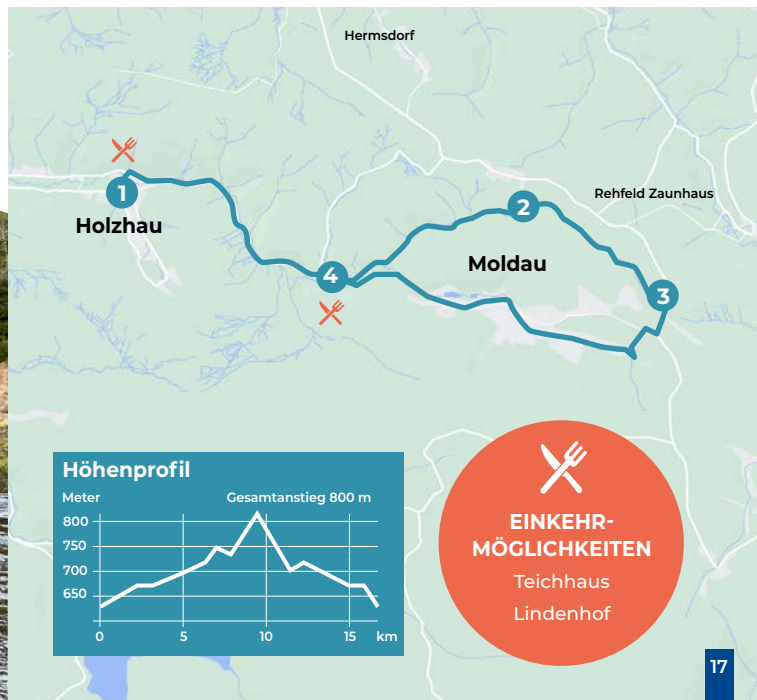 Hermsdorf
Rehfeld Zaunhaus
1
2
Holzhau
Moldau
4
3
Höhenprofil
Meter
Gesamtanstieg 800 m
800
750
700
650
0
5
10
15
km
EINKEHR-
MÖGLICHKEITEN
Teichhaus
Lindenhof
17